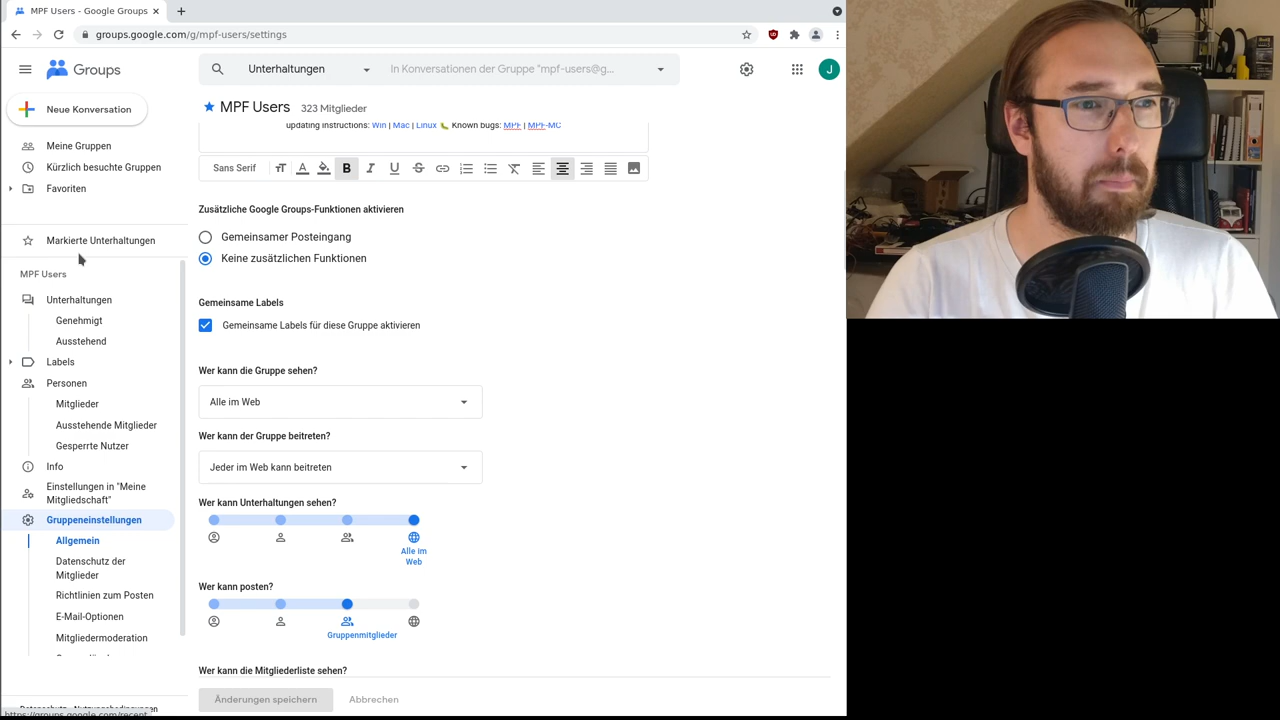 MPF Users - Google Groups
groups.google.com/g/mpf-users/settings
Groups
Unterhaltungen
In Konversationen der Gruppe "mpf-users@g...
J
Neue Konversation
MPF Users
323 Mitglieder
updating instructions: Win | Mac | Linux 🐛 Known bugs: MPF | MPF-MC
Meine Gruppen
Kürzlich besuchte Gruppen
Favoriten
Markierte Unterhaltungen
MPF Users
Unterhaltungen
Genehmigt
Ausstehend
Labels
Personen
Mitglieder
Ausstehende Mitglieder
Gesperrte Nutzer
Info
Einstellungen in "Meine
Mitgliedschaft"
Gruppeneinstellungen
Allgemein
Datenschutz der
Mitglieder
Richtlinien zum Posten
E-Mail-Optionen
Mitgliedermoderation
Sans Serif
Zusätzliche Google Groups-Funktionen aktivieren
Gemeinsamer Posteingang
Keine zusätzlichen Funktionen
Gemeinsame Labels
Gemeinsame Labels für diese Gruppe aktivieren
Wer kann die Gruppe sehen?
Alle im Web
Wer kann der Gruppe beitreten?
Jeder im Web kann beitreten
Wer kann Unterhaltungen sehen?
Alle im
Web
Wer kann posten?
Gruppenmitglieder
Wer kann die Mitgliederliste sehen?
Änderungen speichern
Abbrechen
https://groups.google.com/recent